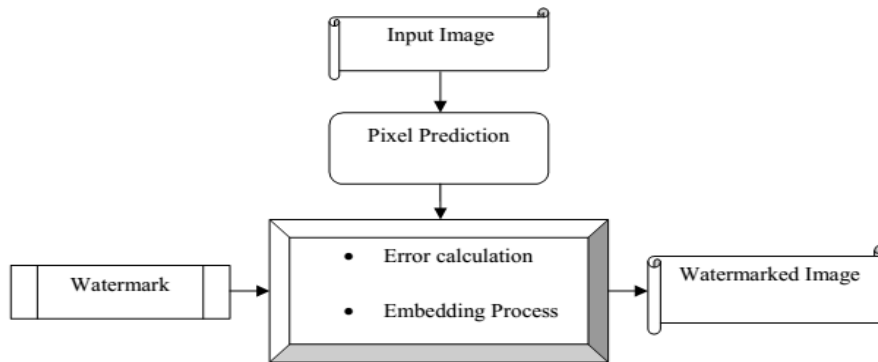 Input Image
Pixel Prediction
• Error calculation
Watermark
Watermarked Image
• Embedding Process